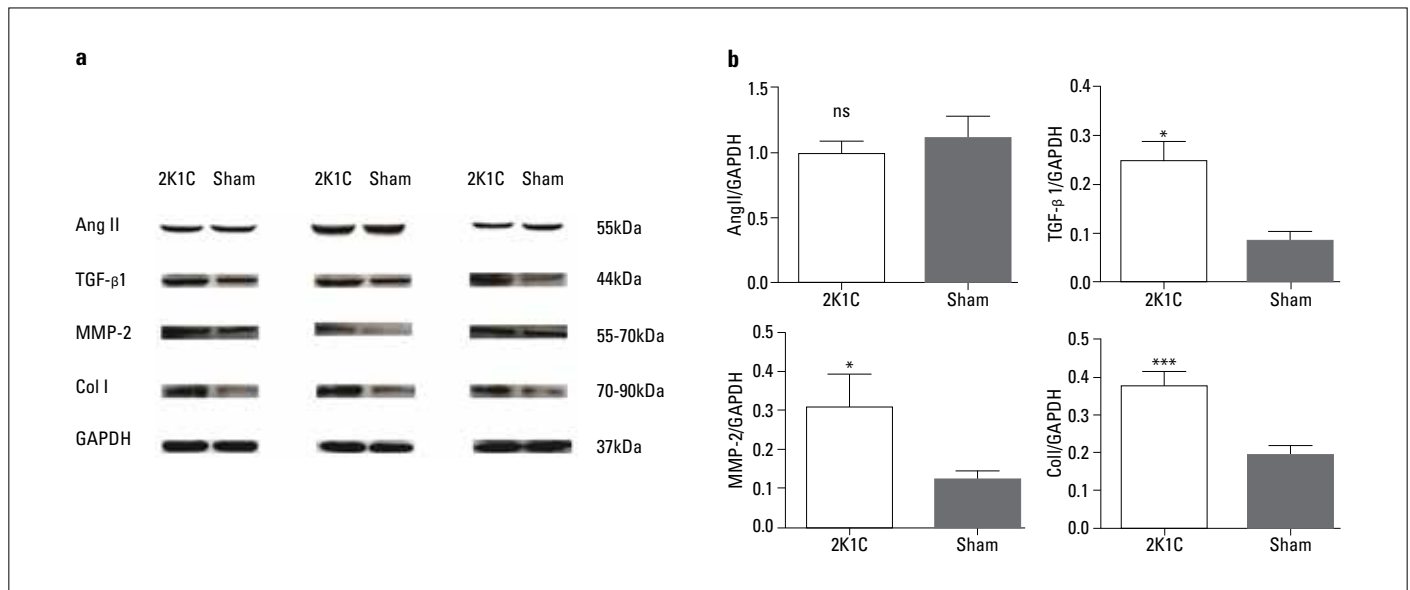 a
2K1C Sham 2K1C Sham 2K1C Sham
Ang II 55kDa
TGF-β1 44kDa
MMP-2 55-70kDa
Col I 70-90kDa
GAPDH 37kDa
b
AngII/GAPDH
1.5
1.0
0.5
0.0
ns
2K1C Sham
TGF-β 1/GAPDH
0.4
0.3
0.2
0.1
0.0
*
2K1C Sham
MMP-2/GAPDH
0.5
0.4
0.3
0.2
0.1
0.0
*
2K1C Sham
ColI/GAPDH
0.5
0.4
0.3
0.2
0.1
0.0
***
2K1C Sham